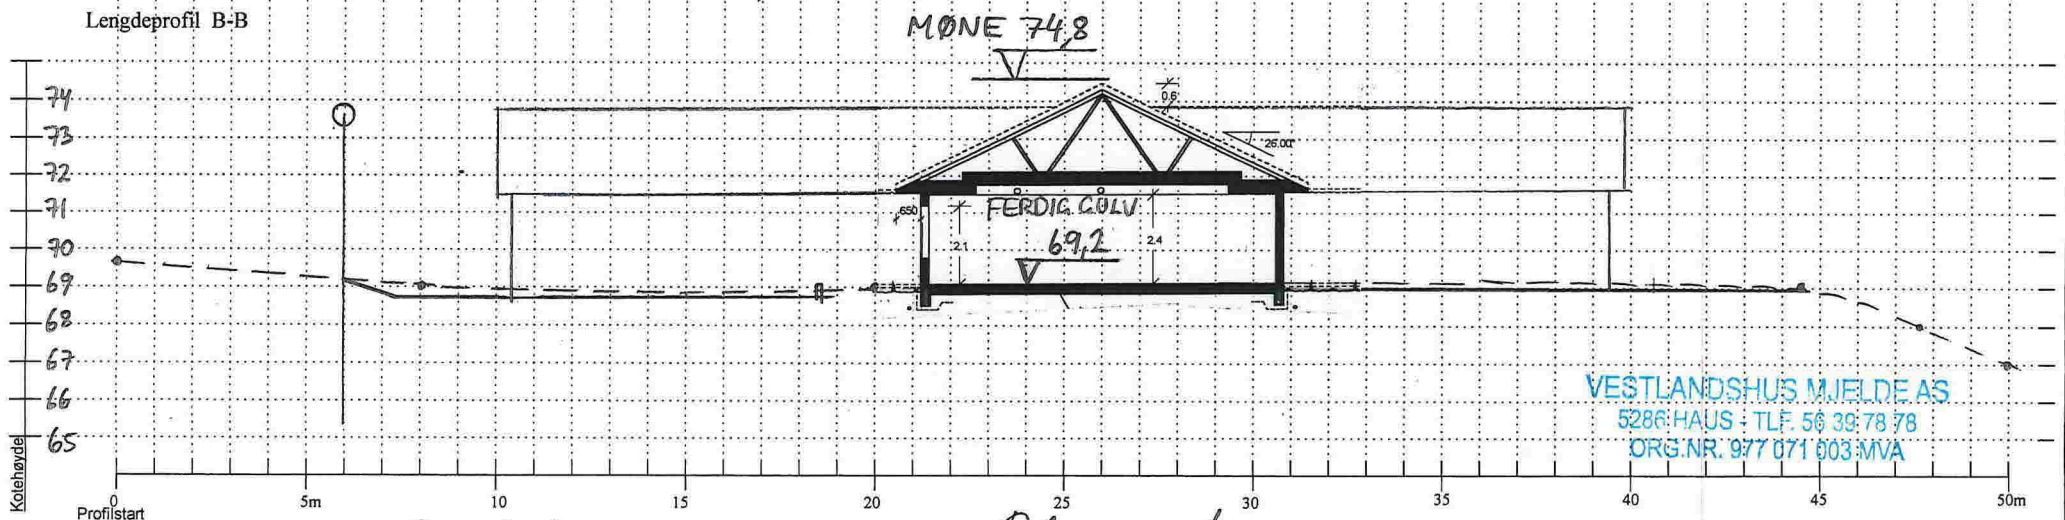 Lengdeprofil B-B
MØNE 74,8
74
73
72
71
70
69
68
67
66
65
Kotehøyde
0.6
26.00°
650
FERDIG GULV
69,2
2.1
2.4
VESTLANDSHUS MJELDE AS
5286 HAUS - TLF. 56 39 78 78
ORG.NR. 977 071 003 MVA
0 5m 10 15 20 25 30 35 40 45 50m
Profilstart